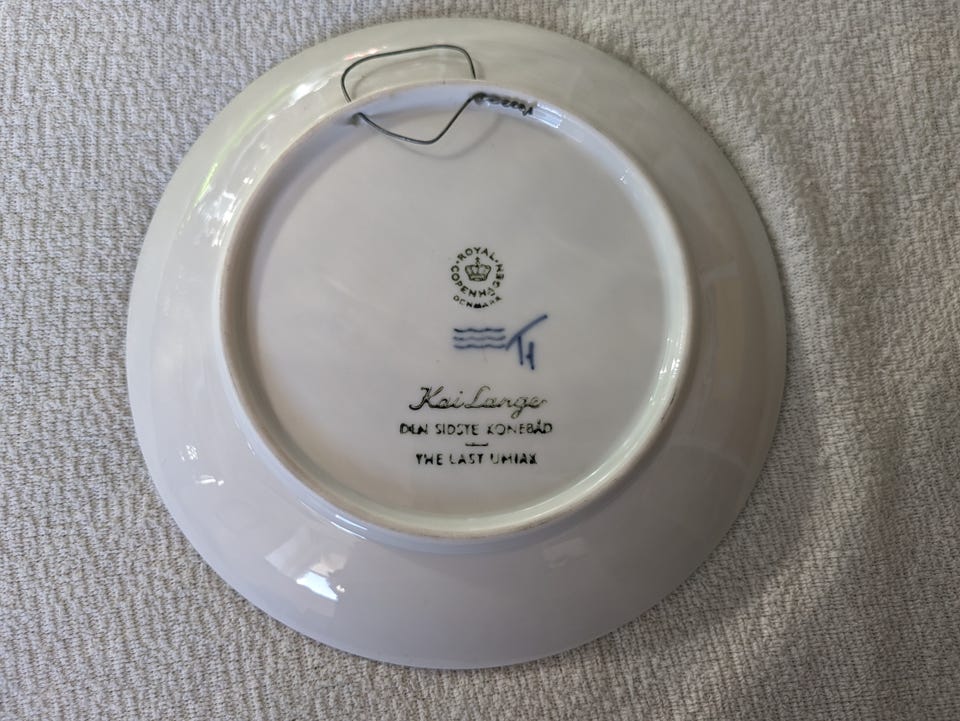 ROYAL COPENHAGEN
DENMARK
Kai Lange
DEN SIDSTE KONEBÅD
THE LAST UMIAK